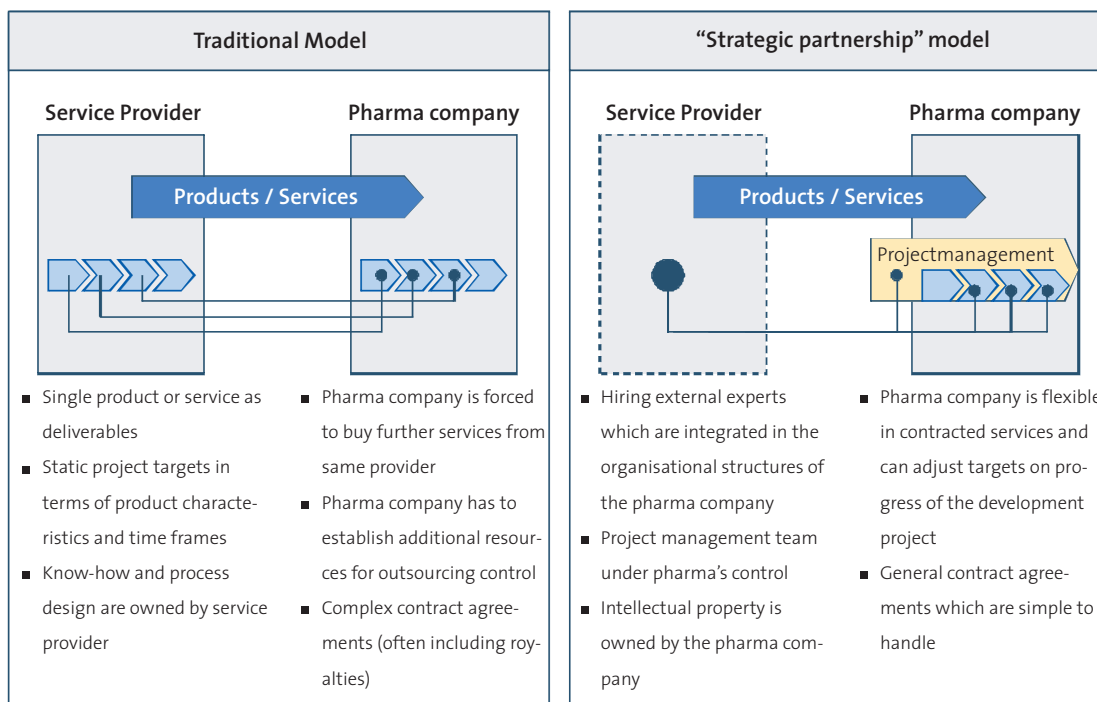 Traditional Model
Service Provider
Pharma company
Products / Services
■ Single product or service as
deliverables
■ Static project targets in
terms of product characte-
ristics and time frames
■ Know-how and process
design are owned by service
provider
■ Pharma company is forced
to buy further services from
same provider
■ Pharma company has to
establish additional resour-
ces for outsourcing control
■ Complex contract agree-
ments (often including roy-
alties)
“Strategic partnership” model
Service Provider
Pharma company
Products / Services
Projectmanagement
■ Hiring external experts
which are integrated in the
organisational structures of
the pharma company
■ Project management team
under pharma’s control
■ Intellectual property is
owned by the pharma com-
pany
■ Pharma company is flexible
in contracted services and
can adjust targets on pro-
gress of the development
project
■ General contract agree-
ments which are simple to
handle